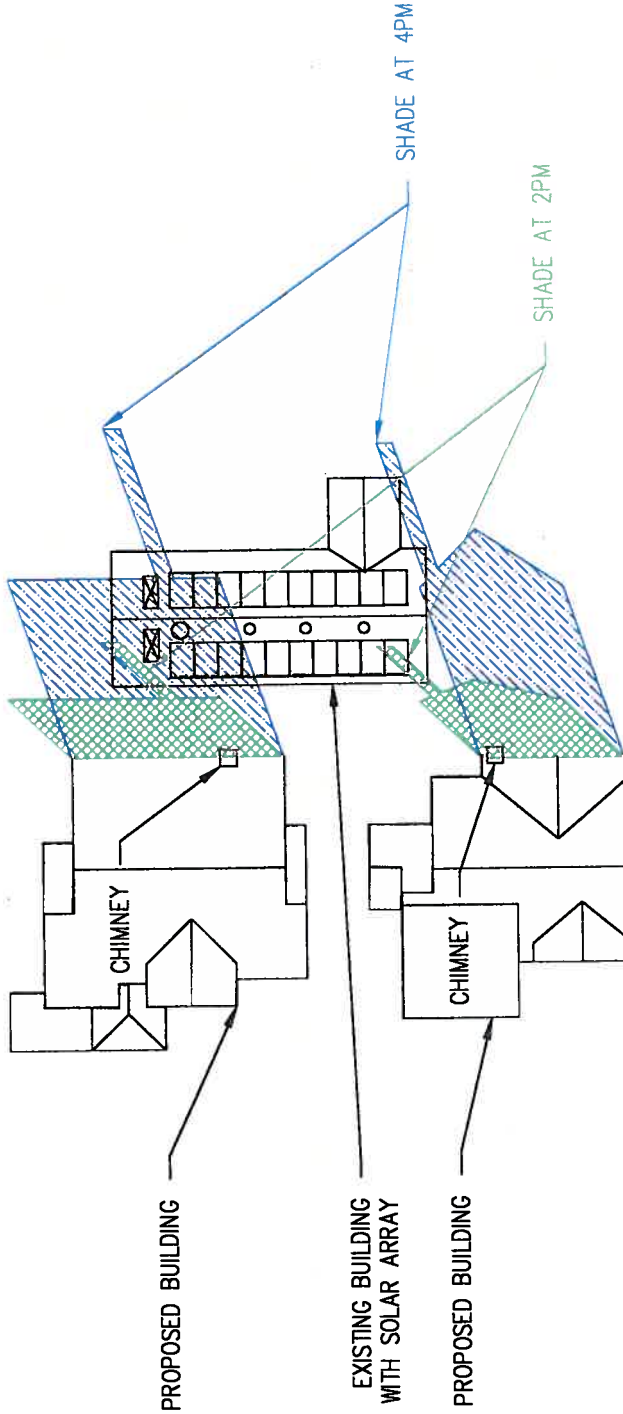 PROPOSED BUILDING
EXISTING BUILDING
WITH SOLAR ARRAY
PROPOSED BUILDING
CHIMNEY
CHIMNEY
SHADE AT 4PM
SHADE AT 2PM